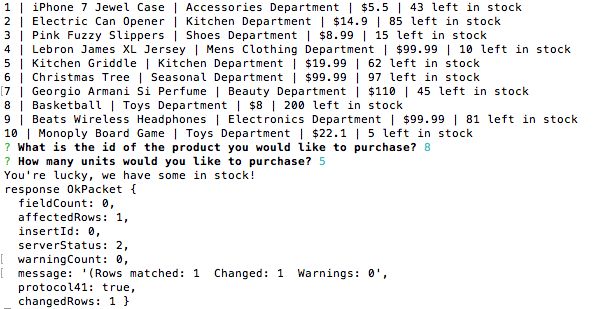 1 | iPhone 7 Jewel Case | Accessories Department | $5.5 | 43 left in stock
2 | Electric Can Opener | Kitchen Department | $14.9 | 85 left in stock
3 | Pink Fuzzy Slippers | Shoes Department | $8.99 | 15 left in stock
4 | Lebron James XL Jersey | Mens Clothing Department | $99.99 | 10 left in stock
5 | Kitchen Griddle | Kitchen Department | $19.99 | 62 left in stock
6 | Christmas Tree | Seasonal Department | $99.99 | 97 left in stock
[7 | Georgio Armani Si Perfume | Beauty Department | $110 | 45 left in stock
8 | Basketball | Toys Department | $8 | 200 left in stock
9 | Beats Wireless Headphones | Electronics Department | $99.99 | 81 left in stock
10 | Monoply Board Game | Toys Department | $22.1 | 5 left in stock
? What is the id of the product you would like to purchase? 8
? How many units would you like to purchase? 5
You're lucky, we have some in stock!
response OkPacket {
  fieldCount: 0,
  affectedRows: 1,
  insertId: 0,
  serverStatus: 2,
[ warningCount: 0,
[ message: '(Rows matched: 1  Changed: 1  Warnings: 0',
  protocol41: true,
_ changedRows: 1 }